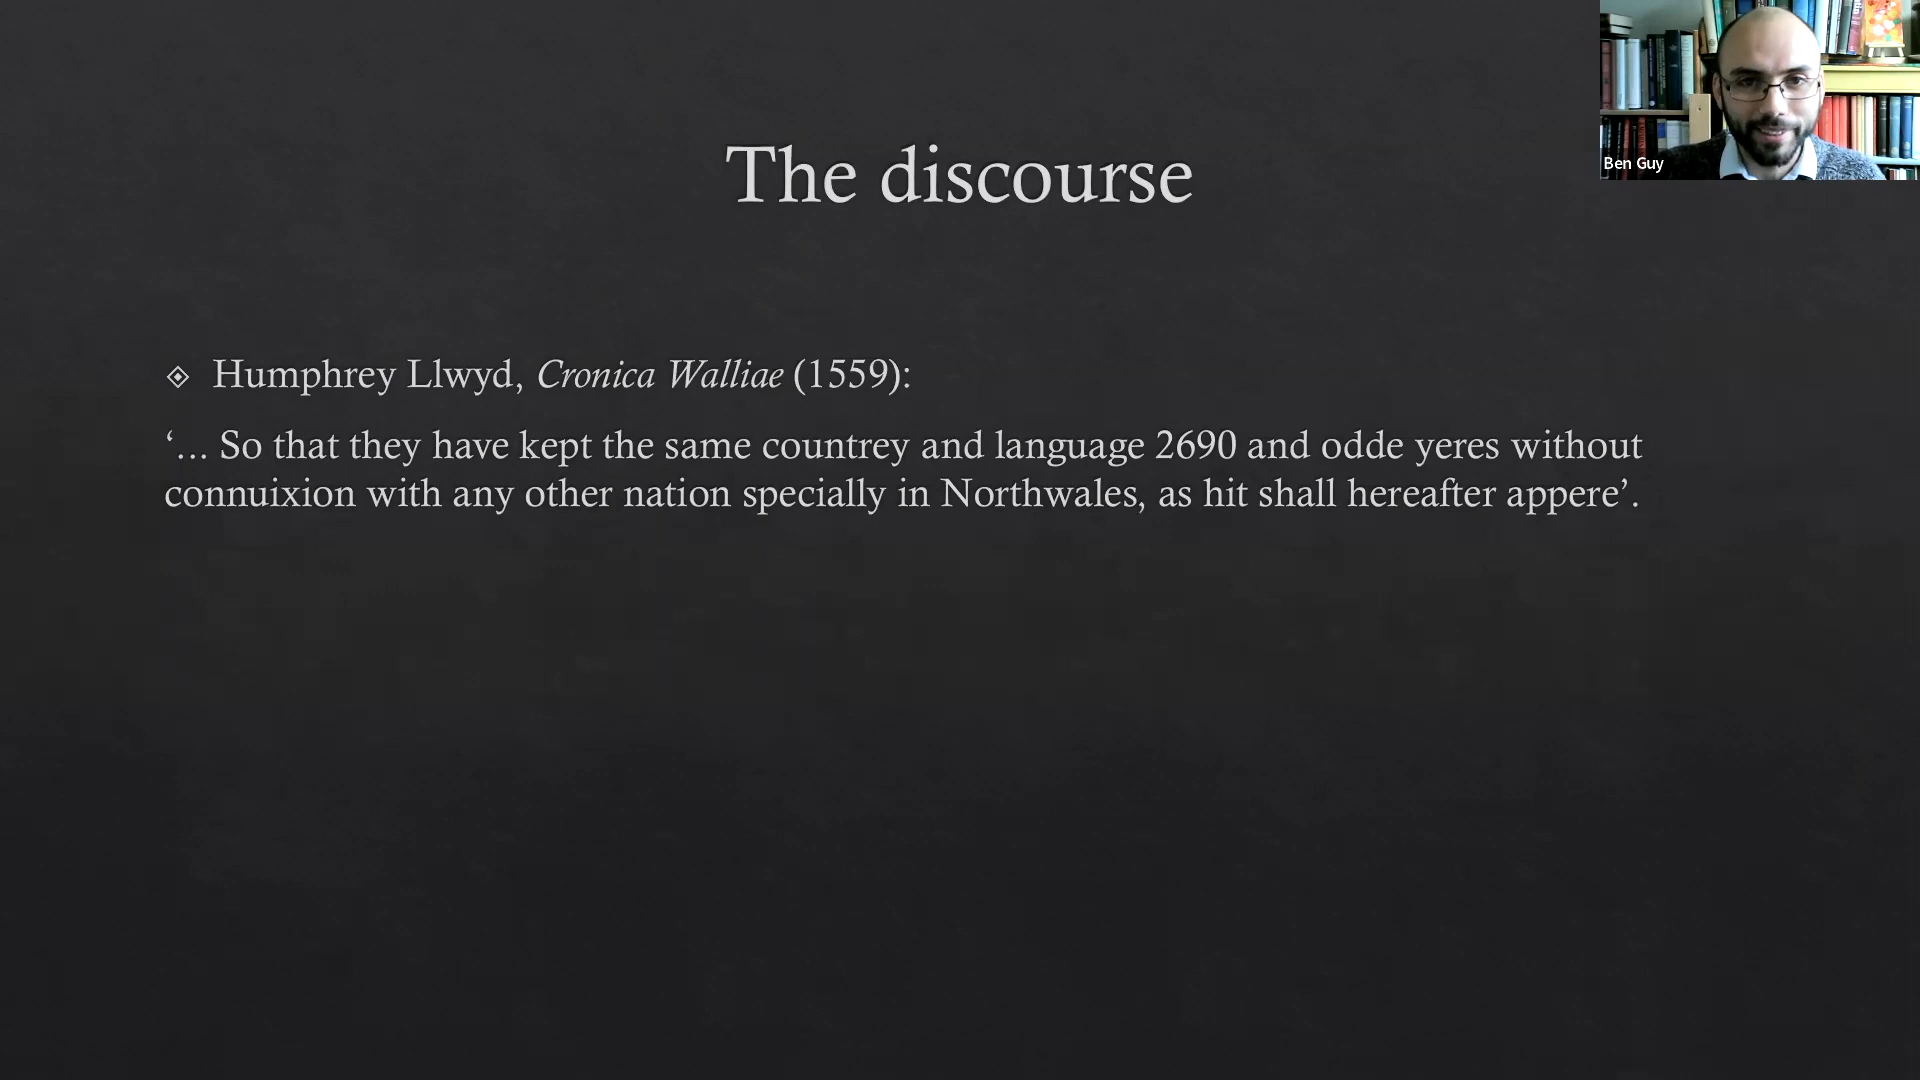 The discourse
Ben Guy
Humphrey Llwyd, Cronica Walliae (1559):
‘… So that they have kept the same countrey and language 2690 and odde yeres without
connuixion with any other nation specially in Northwales, as hit shall hereafter appere’.